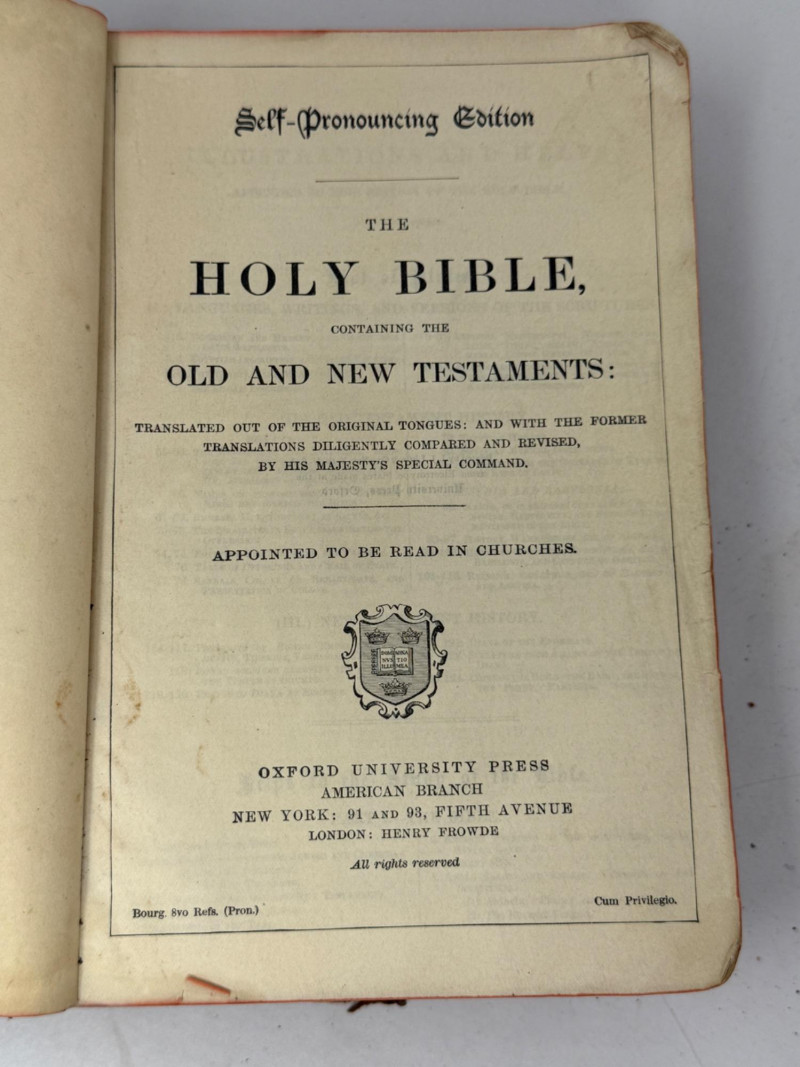 Self-Pronouncing Edition
THE
HOLY BIBLE,
CONTAINING THE
OLD AND NEW TESTAMENTS:
TRANSLATED OUT OF THE ORIGINAL TONGUES: AND WITH THE FORMER
TRANSLATIONS DILIGENTLY COMPARED AND REVISED,
BY HIS MAJESTY'S SPECIAL COMMAND.
APPOINTED TO BE READ IN CHURCHES.
OXFORD UNIVERSITY PRESS
AMERICAN BRANCH
NEW YORK: 91 AND 93, FIFTH AVENUE
LONDON: HENRY FROWDE
All rights reserved
Bourg. 8vo Refs. (Pron.)
Cum Privilegio.